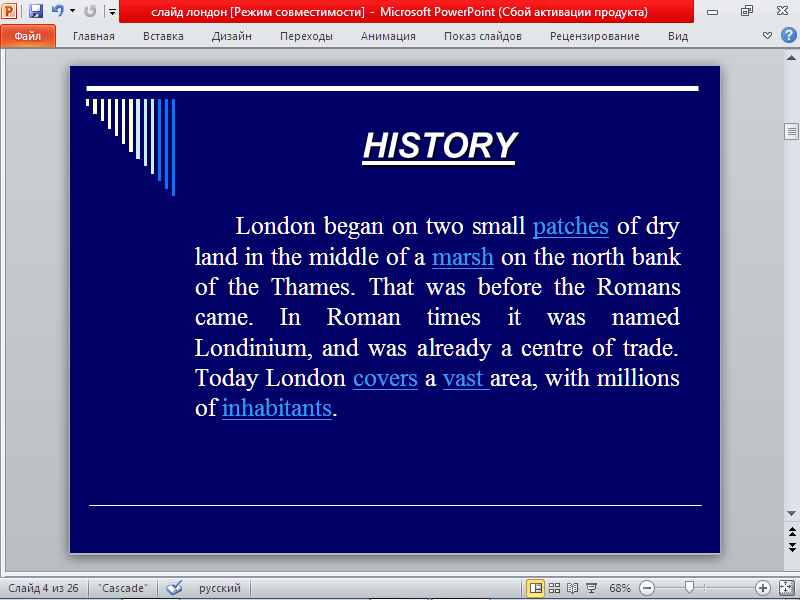 слайд лондон [Режим совместимости] - Microsoft PowerPoint (Сбой активации продукта)
Файл Главная Вставка Дизайн Переходы Анимация Показ слайдов Рецензирование Вид
HISTORY
London began on two small patches of dry
land in the middle of a marsh on the north bank
of the Thames. That was before the Romans
came. In Roman times it was named
Londinium, and was already a centre of trade.
Today London covers a vast area, with millions
of inhabitants.
Слайд 4 из 26 "Cascade" русский 68%